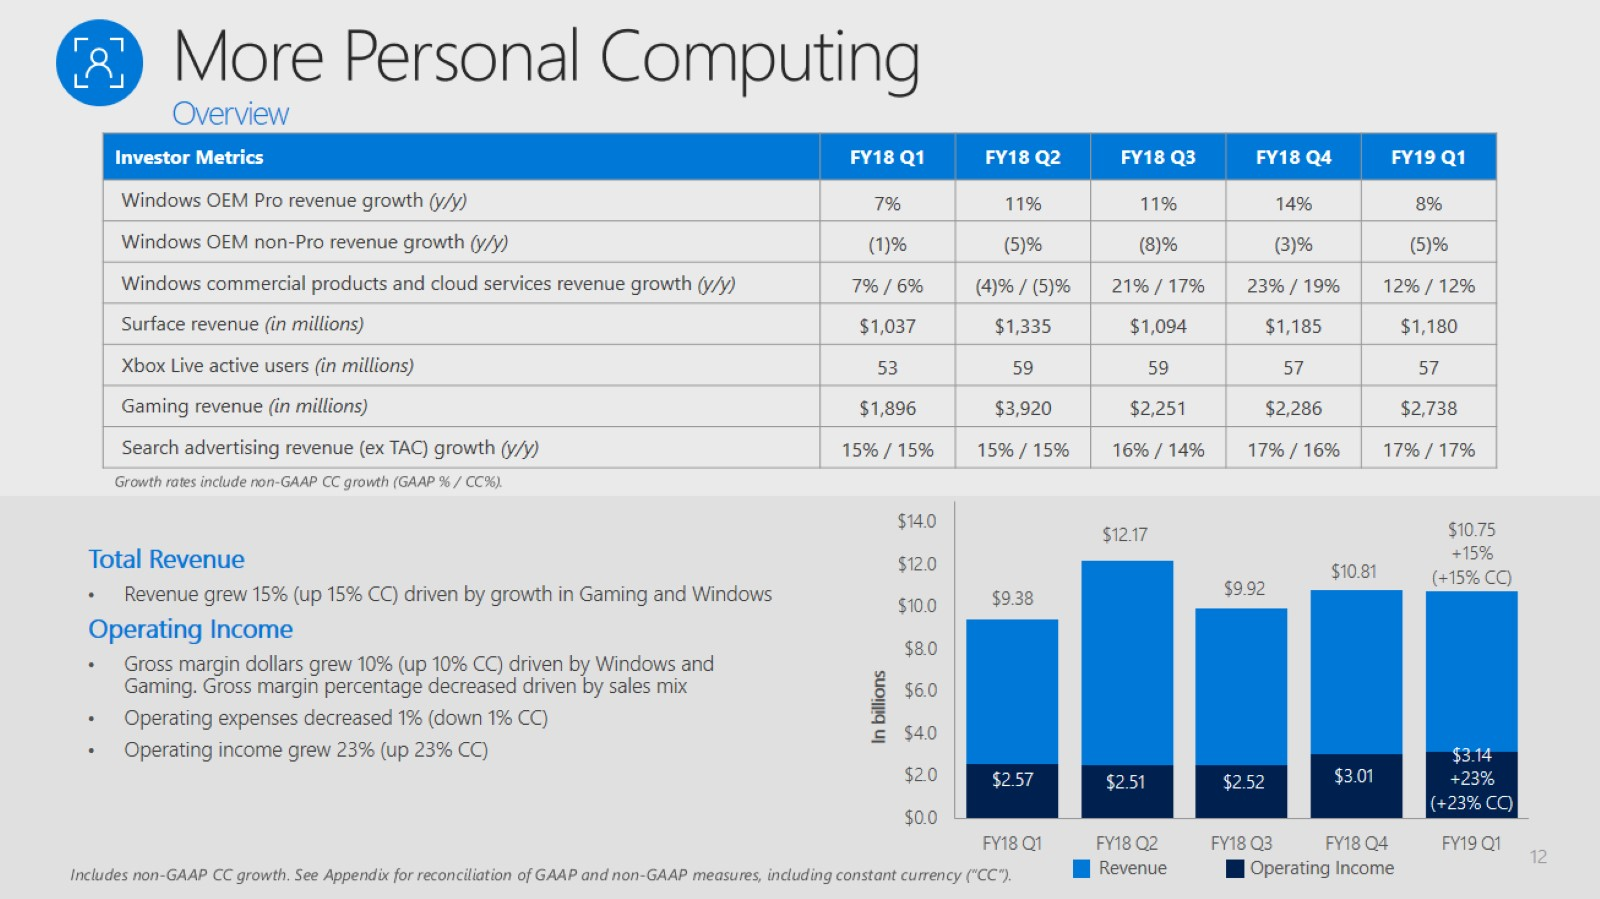 More Personal Computing
Overview
Investor Metrics FY18 Q1 FY18 Q2 FY18 Q3 FY18 Q4 FY19 Q1
Windows OEM Pro revenue growth (y/y) 7% 11% 11% 14% 8%
Windows OEM non-Pro revenue growth (y/y) (1)% (5)% (8)% (3)% (5)%
Windows commercial products and cloud services revenue growth (y/y) 7% / 6% (4)% / (5)% 21% / 17% 23% / 19% 12% / 12%
Surface revenue (in millions) $1,037 $1,335 $1,094 $1,185 $1,180
Xbox Live active users (in millions) 53 59 59 57 57
Gaming revenue (in millions) $1,896 $3,920 $2,251 $2,286 $2,738
Search advertising revenue (ex TAC) growth (y/y) 15% / 15% 15% / 15% 16% / 14% 17% / 16% 17% / 17%
Growth rates include non-GAAP CC growth (GAAP % / CC%).
Total Revenue
• Revenue grew 15% (up 15% CC) driven by growth in Gaming and Windows
Operating Income
• Gross margin dollars grew 10% (up 10% CC) driven by Windows and
Gaming. Gross margin percentage decreased driven by sales mix
• Operating expenses decreased 1% (down 1% CC)
• Operating income grew 23% (up 23% CC)
In billions
$14.0
$12.0
$10.0
$8.0
$6.0
$4.0
$2.0
$0.0
$9.38
$12.17
$9.92
$10.81
$10.75
+15%
(+15% CC)
$2.57
$2.51
$2.52
$3.01
$3.14
+23%
(+23% CC)
FY18 Q1 FY18 Q2 FY18 Q3 FY18 Q4 FY19 Q1
Revenue Operating Income
Includes non-GAAP CC growth. See Appendix for reconciliation of GAAP and non-GAAP measures, including constant currency ("CC").
12